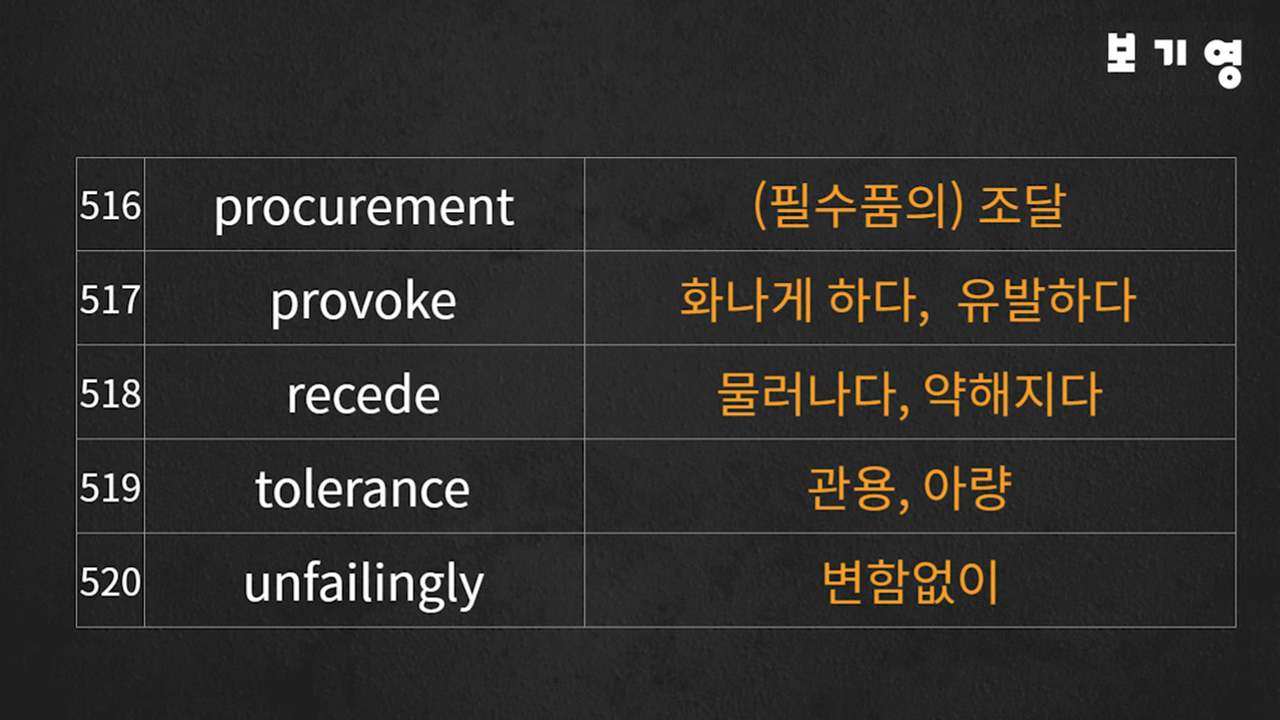 보기영
516 procurement (필수품의) 조달
517 provoke 화나게 하다, 유발하다
518 recede 물러나다, 약해지다
519 tolerance 관용, 아량
520 unfailingly 변함없이